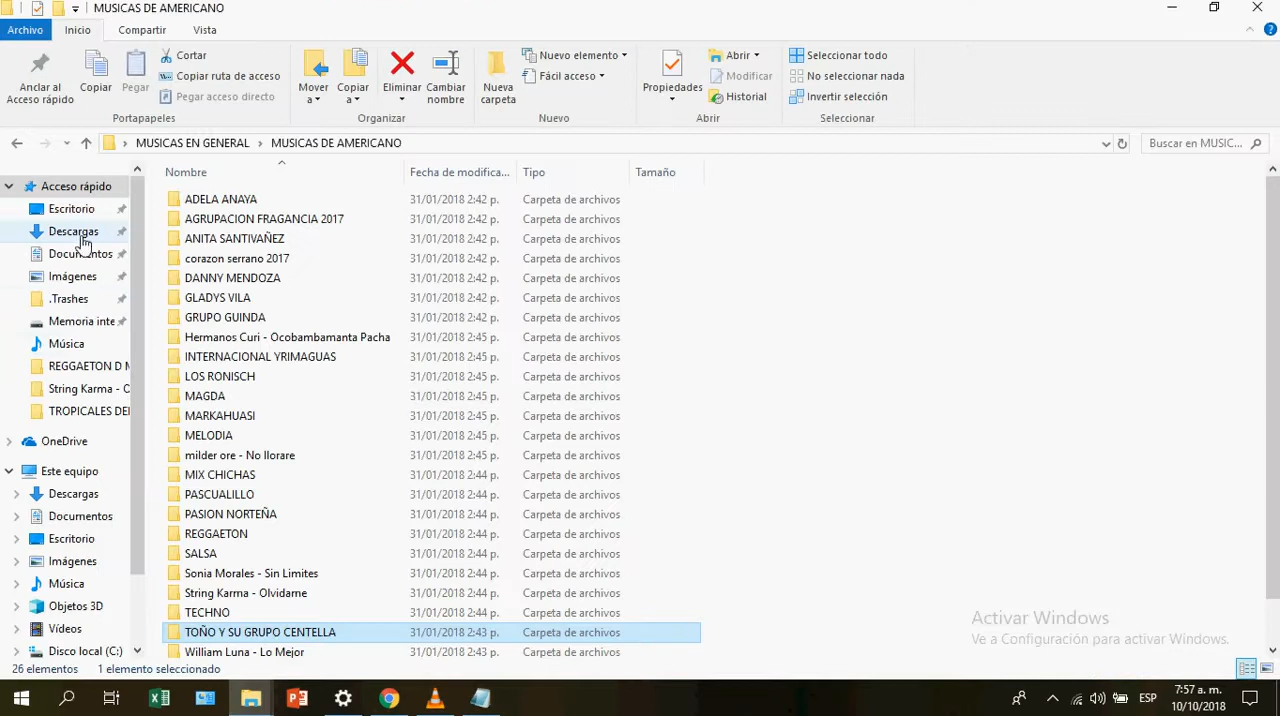 MUSICAS DE AMERICANO
Archivo Inicio Compartir Vista
Anclar al Acceso rápido
Copiar
Pegar
Cortar
Copiar ruta de acceso
Pegar acceso directo
Portapapeles
Mover a
Copiar a
Eliminar
Cambiar nombre
Organizar
Nueva carpeta
Nuevo elemento
Fácil acceso
Nuevo
Propiedades
Abrir
Modificar
Historial
Abrir
Seleccionar todo
No seleccionar nada
Invertir selección
Seleccionar
MUSICAS EN GENERAL > MUSICAS DE AMERICANO
Buscar en MUSIC...
Acceso rápido
Escritorio
Descargas
Documentos
Imágenes
.Trashes
Memoria inte
Música
REGGAETON D M
String Karma - O
TROPICALES DE
OneDrive
Este equipo
Descargas
Documentos
Escritorio
Imágenes
Música
Objetos 3D
Vídeos
Disco local (C:)
Nombre Fecha de modifica... Tipo Tamaño
ADELA ANAYA 31/01/2018 2:42 p. Carpeta de archivos
AGRUPACION FRAGANCIA 2017 31/01/2018 2:42 p. Carpeta de archivos
ANITA SANTIVAÑEZ 31/01/2018 2:42 p. Carpeta de archivos
corazon serrano 2017 31/01/2018 2:42 p. Carpeta de archivos
DANNY MENDOZA 31/01/2018 2:42 p. Carpeta de archivos
GLADYS VILA 31/01/2018 2:42 p. Carpeta de archivos
GRUPO GUINDA 31/01/2018 2:42 p. Carpeta de archivos
Hermanos Curi - Ocobambamanta Pacha 31/01/2018 2:45 p. Carpeta de archivos
INTERNACIONAL YRIMAGUAS 31/01/2018 2:45 p. Carpeta de archivos
LOS RONISCH 31/01/2018 2:45 p. Carpeta de archivos
MAGDA 31/01/2018 2:45 p. Carpeta de archivos
MARKAHUASI 31/01/2018 2:45 p. Carpeta de archivos
MELODIA 31/01/2018 2:45 p. Carpeta de archivos
milder ore - No llorare 31/01/2018 2:45 p. Carpeta de archivos
MIX CHICHAS 31/01/2018 2:44 p. Carpeta de archivos
PASCUALILLO 31/01/2018 2:44 p. Carpeta de archivos
PASION NORTEÑA 31/01/2018 2:44 p. Carpeta de archivos
REGGAETON 31/01/2018 2:44 p. Carpeta de archivos
SALSA 31/01/2018 2:44 p. Carpeta de archivos
Sonia Morales - Sin Limites 31/01/2018 2:44 p. Carpeta de archivos
String Karma - Olvidarne 31/01/2018 2:44 p. Carpeta de archivos
TECHNO 31/01/2018 2:44 p. Carpeta de archivos
TOÑO Y SU GRUPO CENTELLA 31/01/2018 2:43 p. Carpeta de archivos
William Luna - Lo Mejor 31/01/2018 2:43 p. Carpeta de archivos
Activar Windows
Ve a Configuración para activar Windows.
26 elementos 1 elemento seleccionado
ESP
7:57 a. m.
10/10/2018